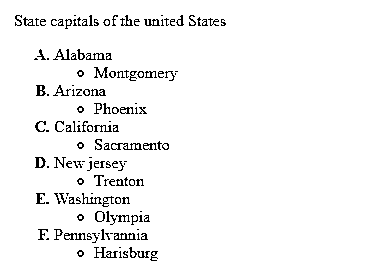 State capitals of the united States
A. Alabama
o Montgomery
B. Arizona
o Phoenix
C. California
o Sacramento
D. New jersey
o Trenton
E. Washington
o Olympia
F. Pennsylvannia
o Harisburg